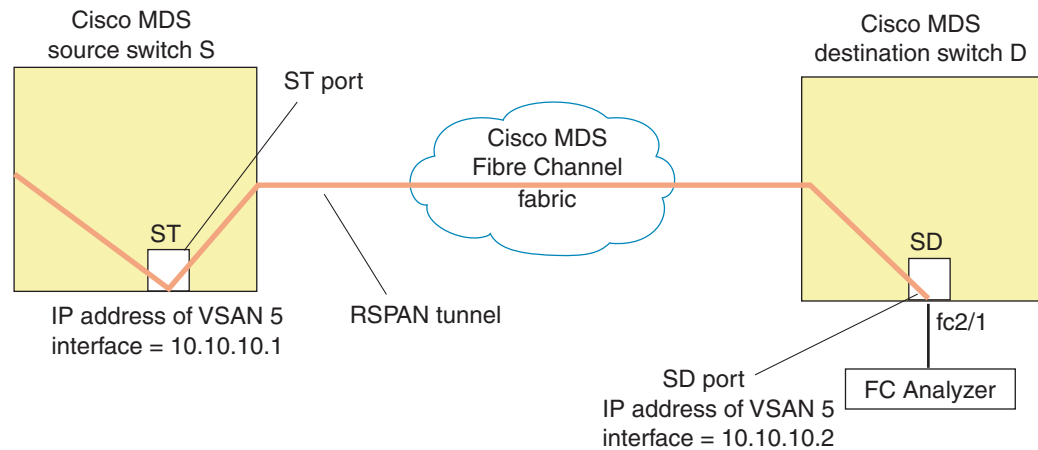 Cisco MDS
source switch S
ST port
ST
IP address of VSAN 5
interface = 10.10.10.1
RSPAN tunnel
Cisco MDS
Fibre Channel
fabric
Cisco MDS
destination switch D
SD
fc2/1
SD port
IP address of VSAN 5
interface = 10.10.10.2
FC Analyzer